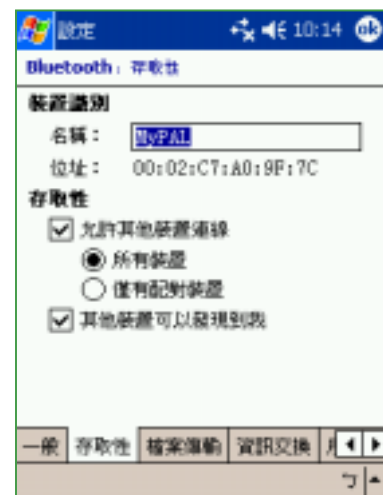 設定 10:14 ok
Bluetooth：存取性
裝置識別
名稱： MyPAL
位址： 00:02:C7:A0:9F:7C
存取性
允許其他裝置連線
所有裝置
僅有配對裝置
其他裝置可以發現到我
一般 存取性 檔案傳輸 資訊交換
ㄅ